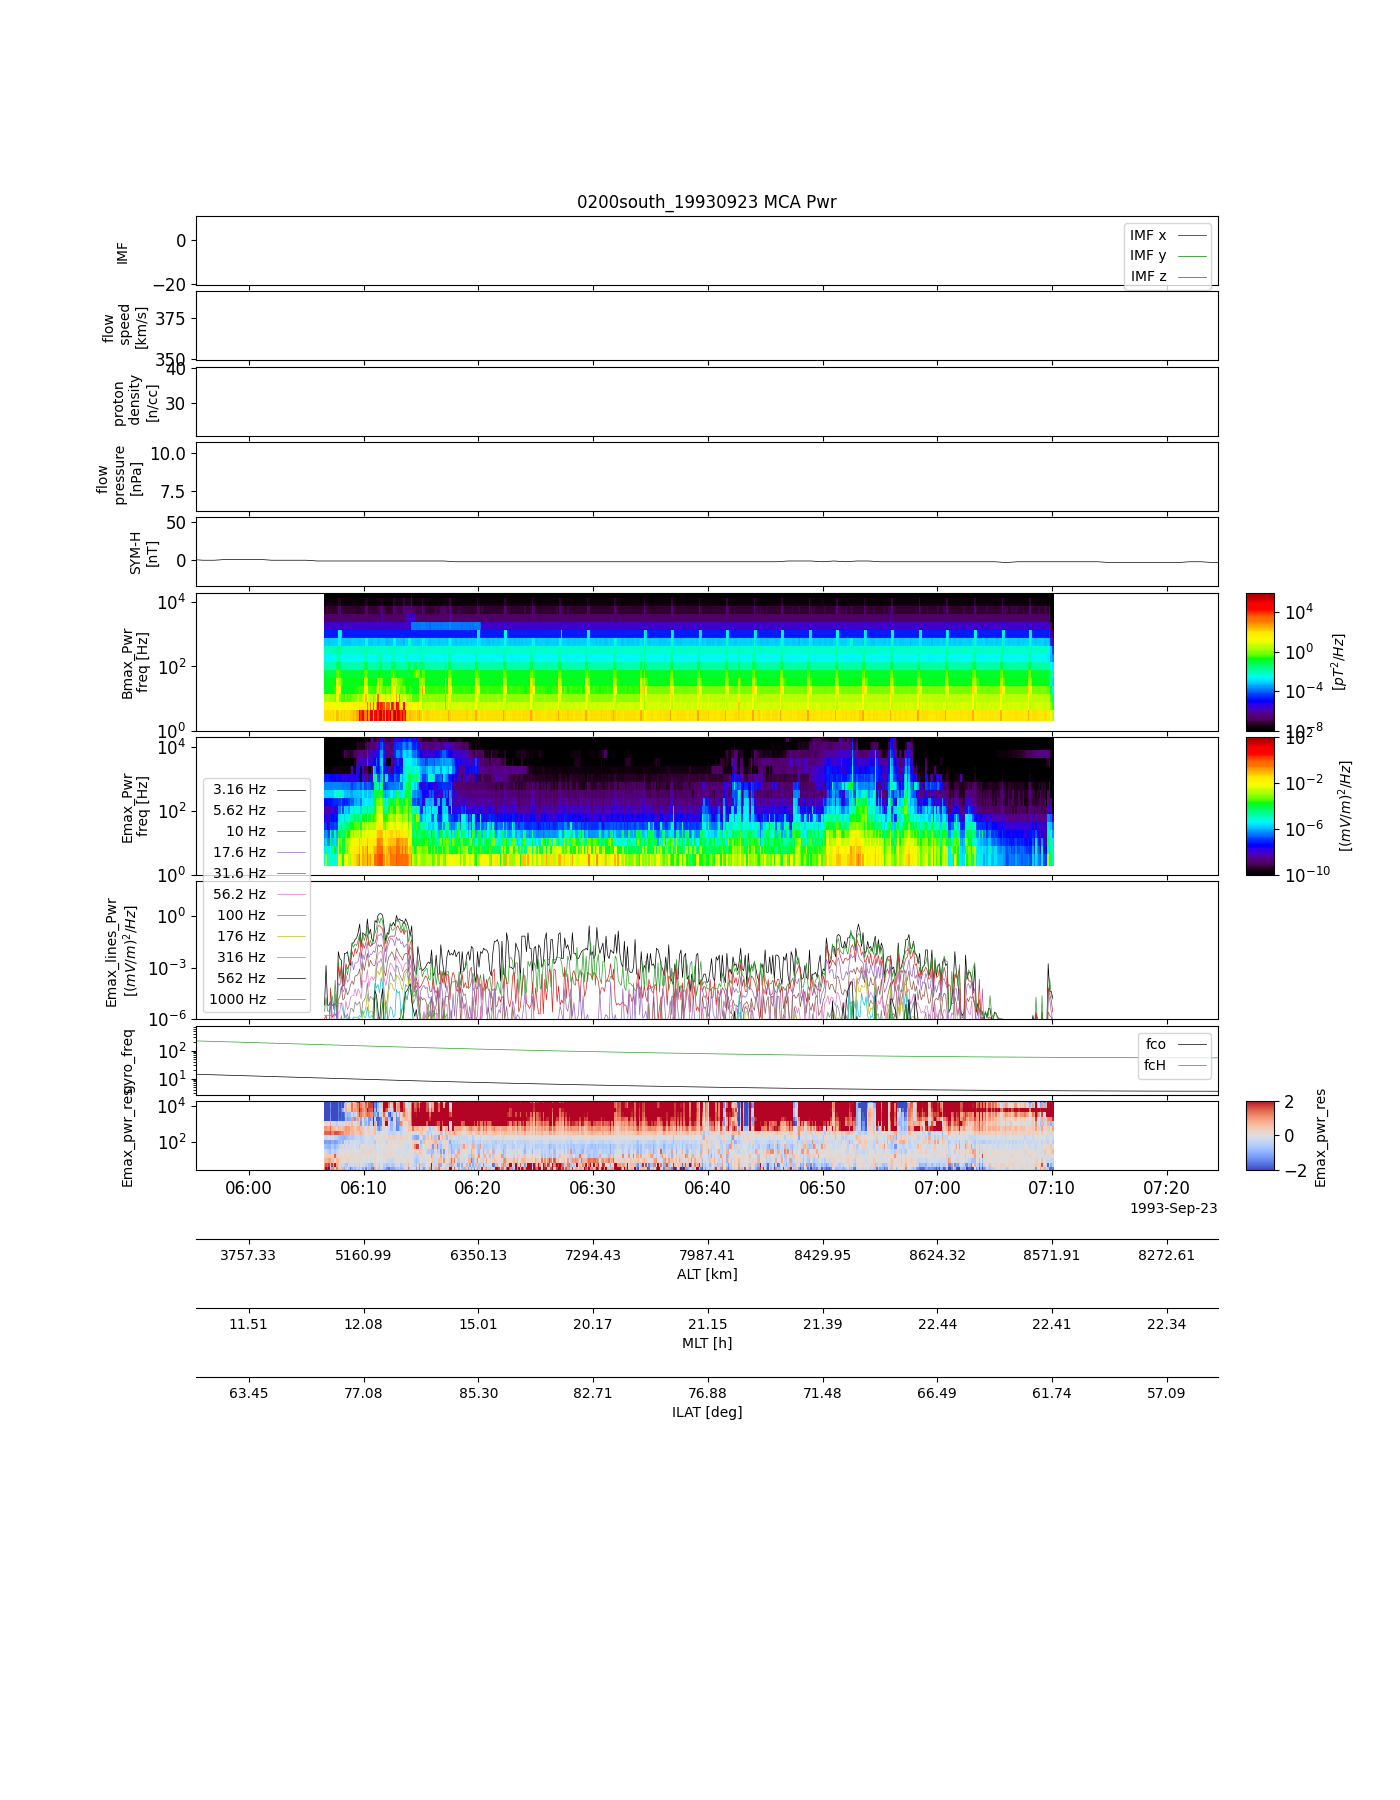 0200south_19930923 MCA Pwr
IMF
0
−20
IMF x
IMF y
IMF z
flow
speed
[km/s]
375
350
proton
density
[n/cc]
40
30
flow
pressure
[nPa]
10.0
7.5
SYM-H
[nT]
50
0
Bmax_Pwr
freq [Hz]
10^4
10^2
10^0
10^4
10^0
10^−4
10^−8
[pT^2/Hz]
Emax_Pwr
freq [Hz]
10^4
10^2
10^0
10^2
10^−2
10^−6
10^−10
[(mV/m)^2/Hz]
3.16 Hz
5.62 Hz
10 Hz
17.6 Hz
31.6 Hz
56.2 Hz
100 Hz
176 Hz
316 Hz
562 Hz
1000 Hz
Emax_lines_Pwr
[(mV/m)^2/Hz]
10^0
10^−3
10^−6
gyro_freq
10^2
10^1
fco
fcH
Emax_pwr_res
10^4
10^2
2
0
−2
Emax_pwr_res
06:00 06:10 06:20 06:30 06:40 06:50 07:00 07:10 07:20
1993-Sep-23
3757.33 5160.99 6350.13 7294.43 7987.41 8429.95 8624.32 8571.91 8272.61
ALT [km]
11.51 12.08 15.01 20.17 21.15 21.39 22.44 22.41 22.34
MLT [h]
63.45 77.08 85.30 82.71 76.88 71.48 66.49 61.74 57.09
ILAT [deg]